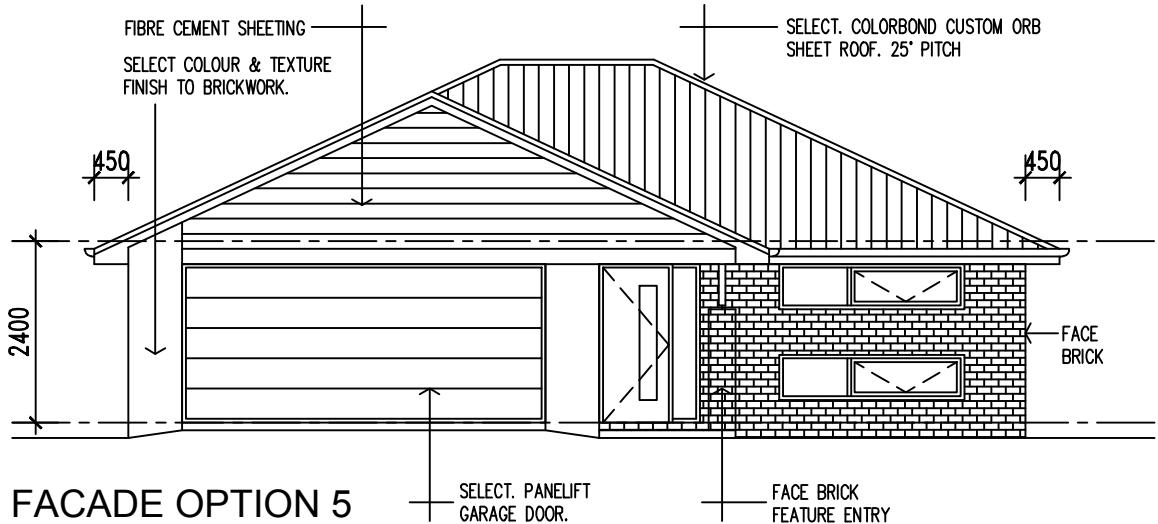 FIBRE CEMENT SHEETING
SELECT COLOUR & TEXTURE
FINISH TO BRICKWORK.
SELECT. COLORBOND CUSTOM ORB
SHEET ROOF. 25° PITCH
450
450
2400
FACE
BRICK
FACADE OPTION 5
SELECT. PANELIFT
GARAGE DOOR.
FACE BRICK
FEATURE ENTRY